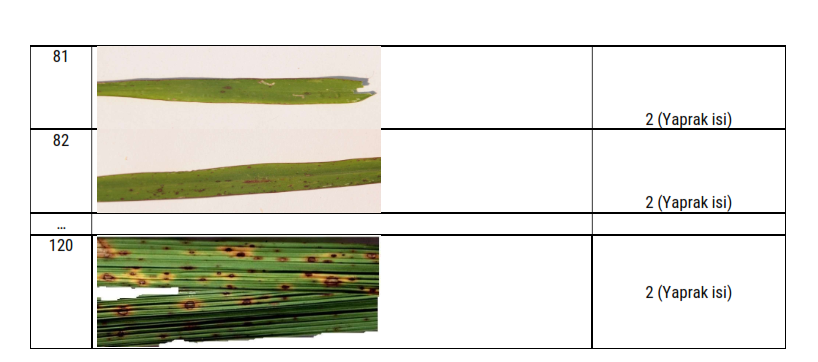 81
2 (Yaprak isi)
82
2 (Yaprak isi)
...
120
2 (Yaprak isi)